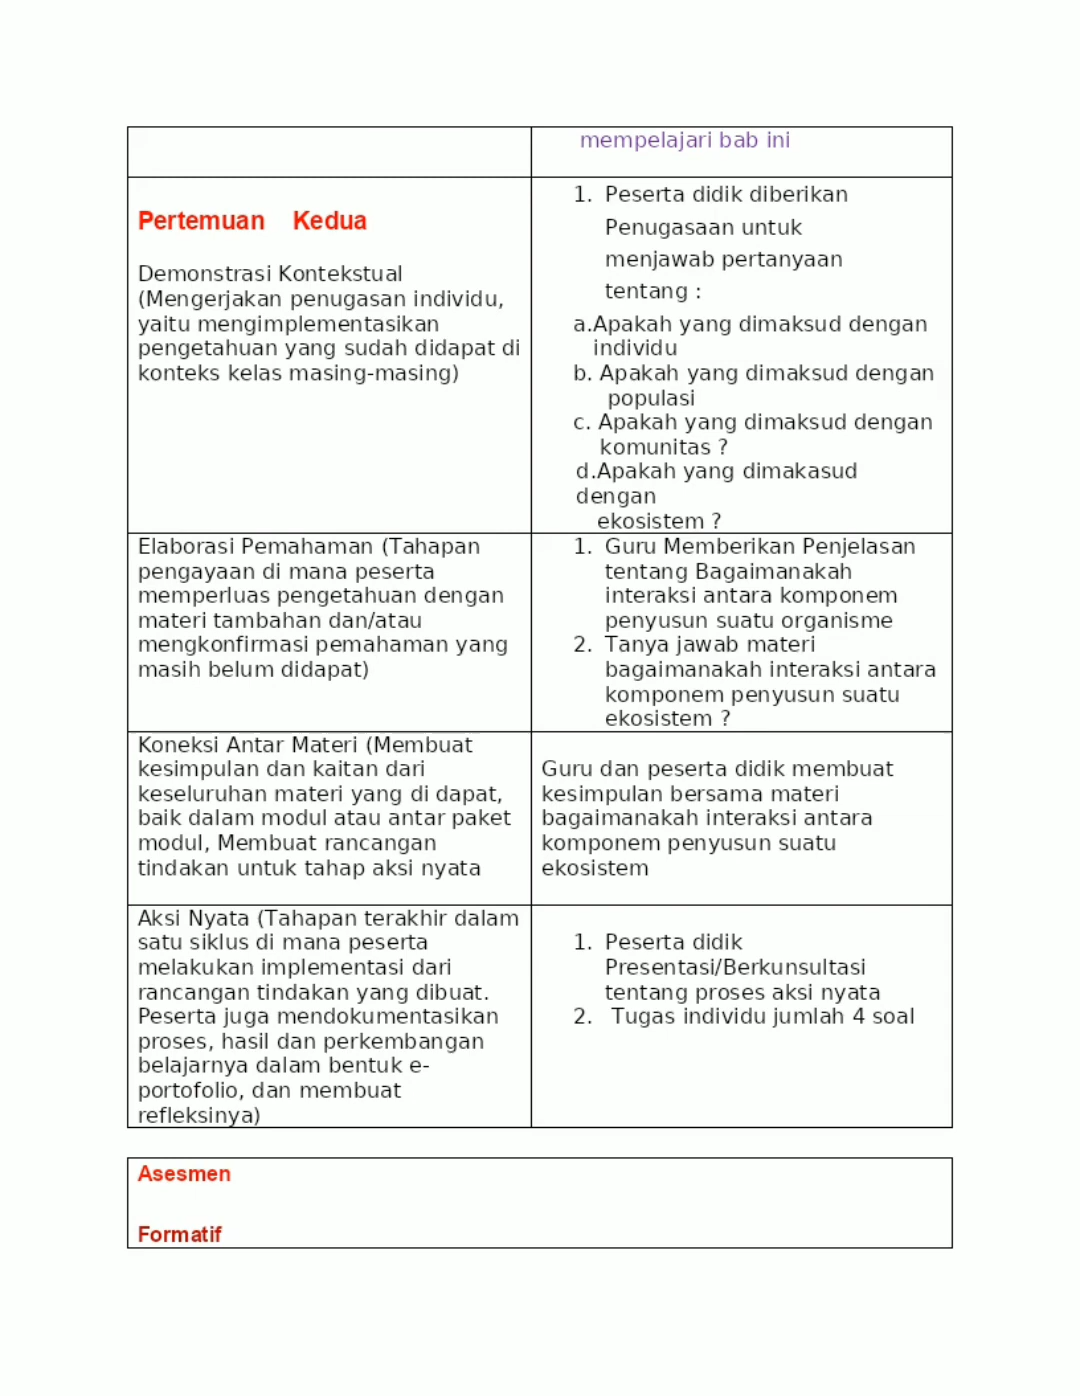 mempelajari bab ini
Pertemuan Kedua
Demonstrasi Kontekstual
(Mengerjakan penugasan individu,
yaitu mengimplementasikan
pengetahuan yang sudah didapat di
konteks kelas masing-masing)
1. Peserta didik diberikan
Penugasaan untuk
menjawab pertanyaan
tentang :
a.Apakah yang dimaksud dengan
individu
b. Apakah yang dimaksud dengan
populasi
c. Apakah yang dimaksud dengan
komunitas ?
d.Apakah yang dimakasud
dengan
ekosistem ?
Elaborasi Pemahaman (Tahapan
pengayaan di mana peserta
memperluas pengetahuan dengan
materi tambahan dan/atau
mengkonfirmasi pemahaman yang
masih belum didapat)
1. Guru Memberikan Penjelasan
tentang Bagaimanakah
interaksi antara komponem
penyusun suatu organisme
2. Tanya jawab materi
bagaimanakah interaksi antara
komponem penyusun suatu
ekosistem ?
Koneksi Antar Materi (Membuat
kesimpulan dan kaitan dari
keseluruhan materi yang di dapat,
baik dalam modul atau antar paket
modul, Membuat rancangan
tindakan untuk tahap aksi nyata
Guru dan peserta didik membuat
kesimpulan bersama materi
bagaimanakah interaksi antara
komponem penyusun suatu
ekosistem
Aksi Nyata (Tahapan terakhir dalam
satu siklus di mana peserta
melakukan implementasi dari
rancangan tindakan yang dibuat.
Peserta juga mendokumentasikan
proses, hasil dan perkembangan
belajarnya dalam bentuk e-
portofolio, dan membuat
refleksinya)
1. Peserta didik
Presentasi/Berkunsultasi
tentang proses aksi nyata
2. Tugas individu jumlah 4 soal
Asesmen
Formatif